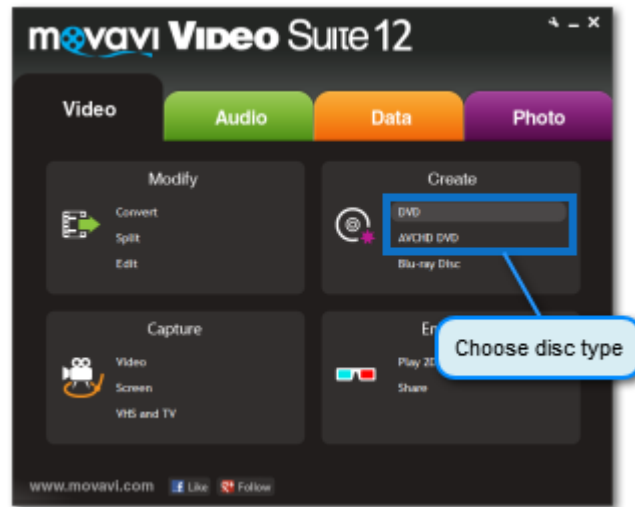 movavi Video Suite 12
Video
Audio
Data
Photo
Modify
Convert
Split
Edit
Create
DVD
AVCHD DVD
Blu-ray Disc
Choose disc type
Capture
Video
Screen
VHS and TV
Play
Share
www.movavi.com Like Follow